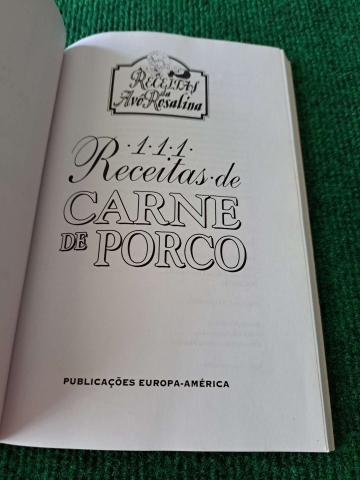 RECEITAS
da
Avó Rosalina
·1·1·1·
Receitas·de
CARNE
DE PORCO
PUBLICAÇÕES EUROPA-AMÉRICA